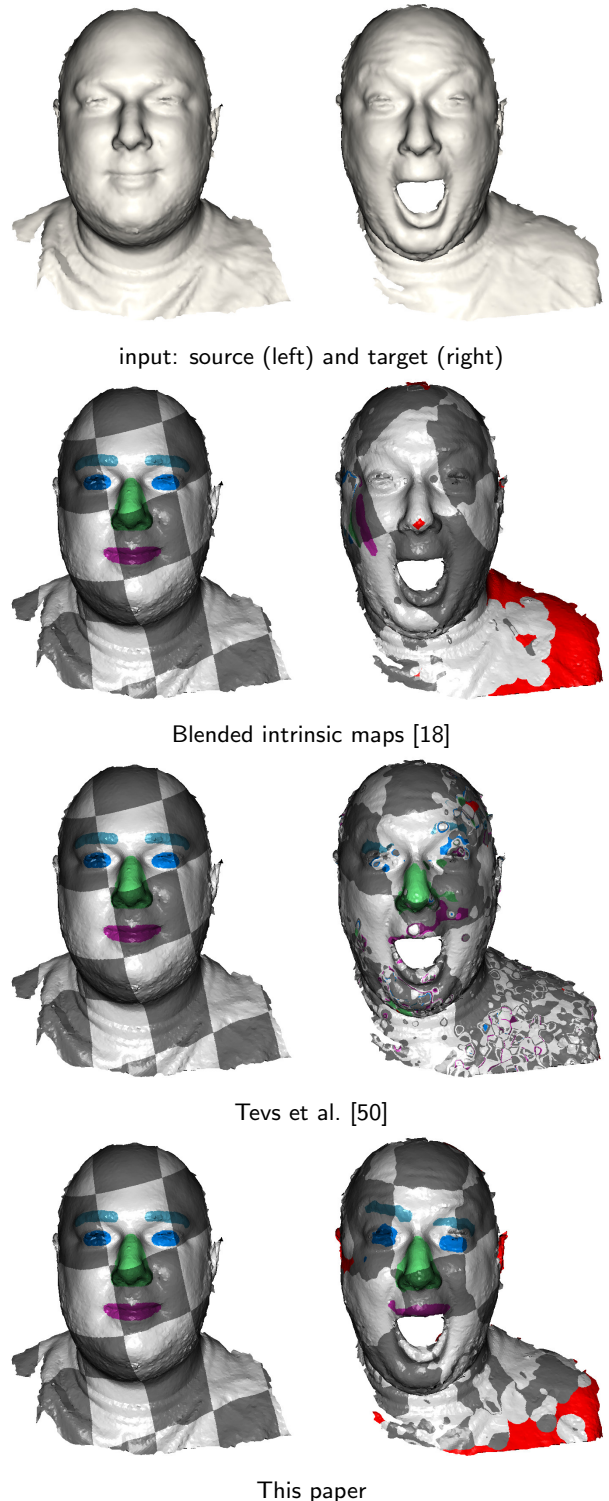 input: source (left) and target (right)
Blended intrinsic maps [18]
Tevs et al. [50]
This paper